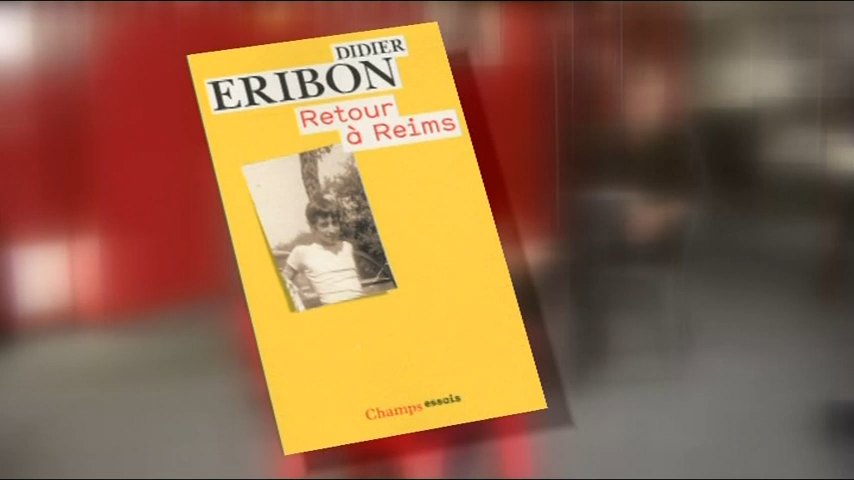 DIDIER
ERIBON
Retour
à Reims
Champs essais